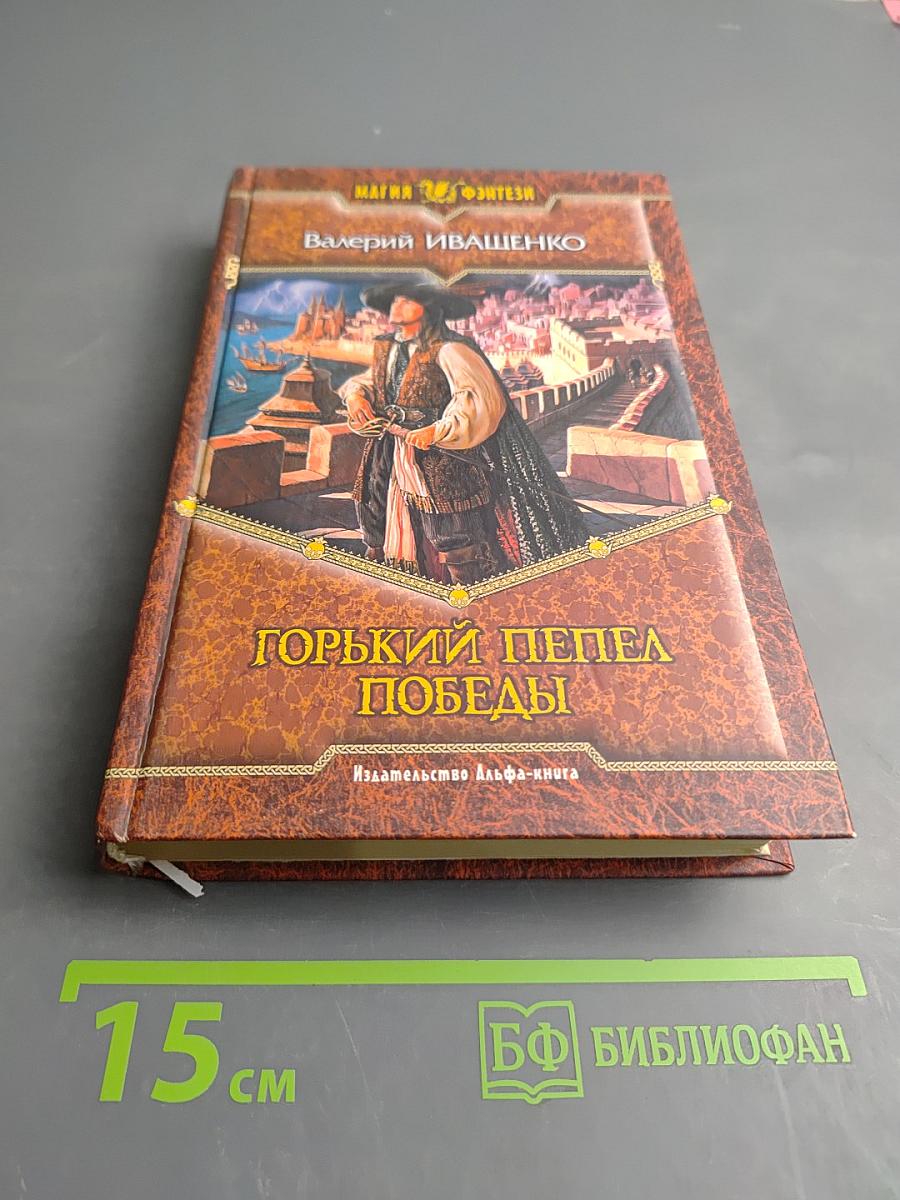 МАГИЯ ФЭНТЕЗИ
Валерий ИВАЩЕНКО
ГОРЬКИЙ ПЕПЕЛ
ПОБЕДЫ
Издательство Альфа-книга
15 см
БФ БИБЛИОФАН